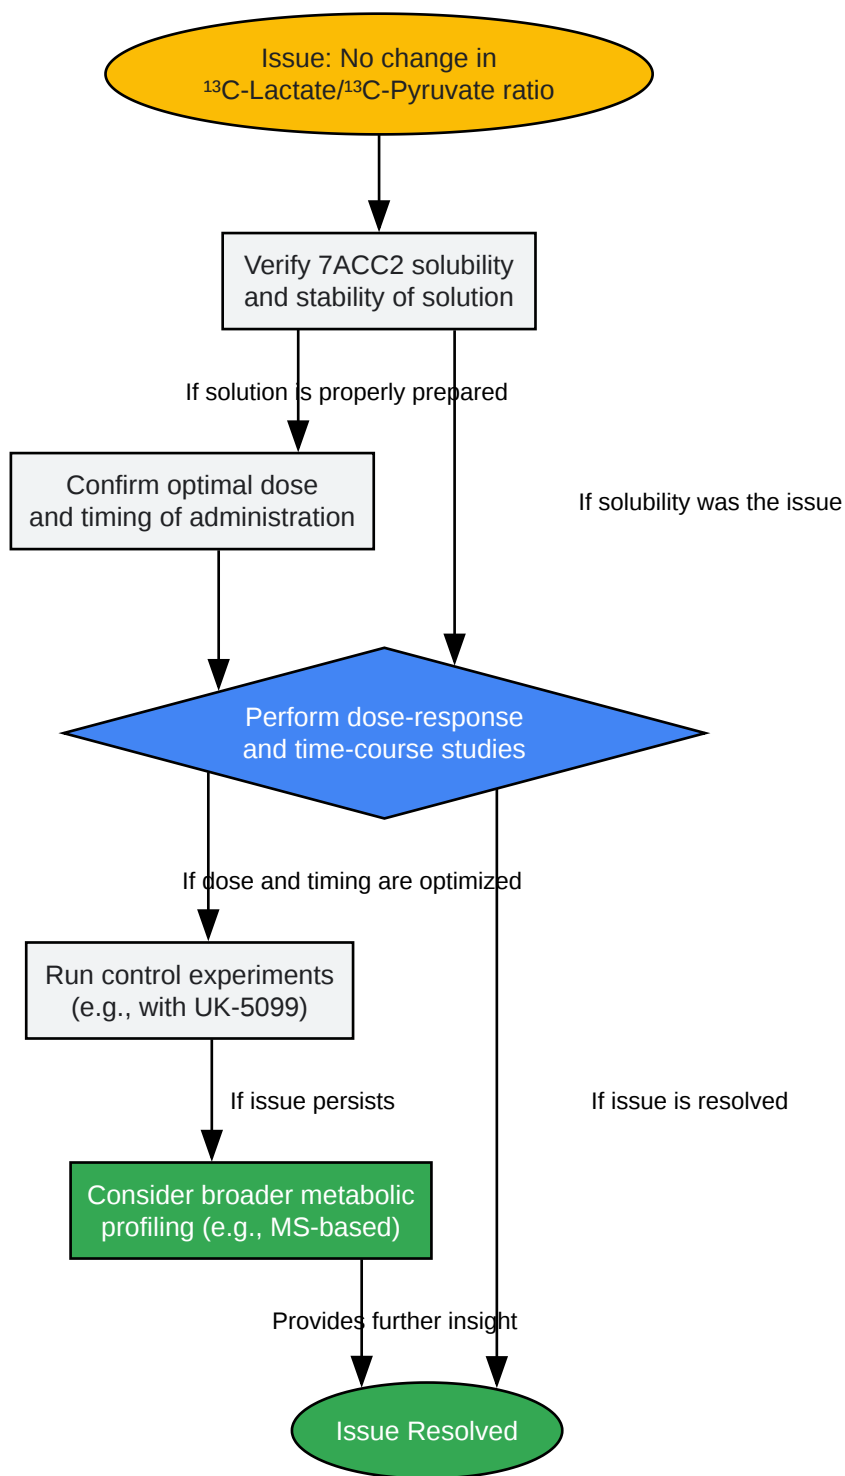 Issue: No change in
¹³C-Lactate/¹³C-Pyruvate ratio
Verify 7ACC2 solubility
and stability of solution
If solution is properly prepared
Confirm optimal dose
and timing of administration
If solubility was the issue
Perform dose-response
and time-course studies
If dose and timing are optimized
Run control experiments
(e.g., with UK-5099)
If issue persists
If issue is resolved
Consider broader metabolic
profiling (e.g., MS-based)
Provides further insight
Issue Resolved